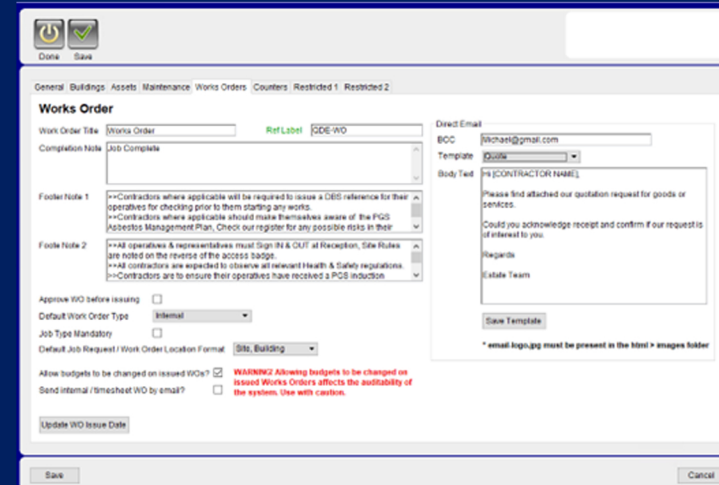 Done Save
General Buildings Assets Maintenance Works Orders Counters Restricted 1 Restricted 2
Works Order
Work Order Title Works Order Ref Label QDE-WO
Completion Note Job Complete
Footer Note 1 >>Contractors where applicable will be required to issue a DBS reference for their
operatives for checking prior to them starting any works.
>>Contractors where applicable should make themselves aware of the PGS
Asbestos Management Plan, Check our register for any possible risks in their
Foote Note 2 >>All operatives & representatives must Sign IN & OUT at Reception, Site Rules
are noted on the reverse of the access badge.
>>All contractors are expected to observe all relevant Health & Safety regulations.
>>Contractors are to ensure their operatives have received a PGS induction
Approve WO before issuing
Default Work Order Type Internal
Job Type Mandatory
Default Job Request / Work Order Location Format Site, Building
Allow budgets to be changed on issued WOs? WARNING! Allowing budgets to be changed on
issued Works Orders affects the auditability of
the system. Use with caution.
Send internal / timesheet WO by email?
Update WO Issue Date
Direct Email
BCC Michael@gmail.com
Template Quote
Body Text Hi [CONTRACTOR NAME],
Please find attached our quotation request for goods or
services.
Could you acknowledge receipt and confirm if our request is
of interest to you.
Regards
Estate Team
Save Template
* email-logo.jpg must be present in the html > images folder
Save Cancel